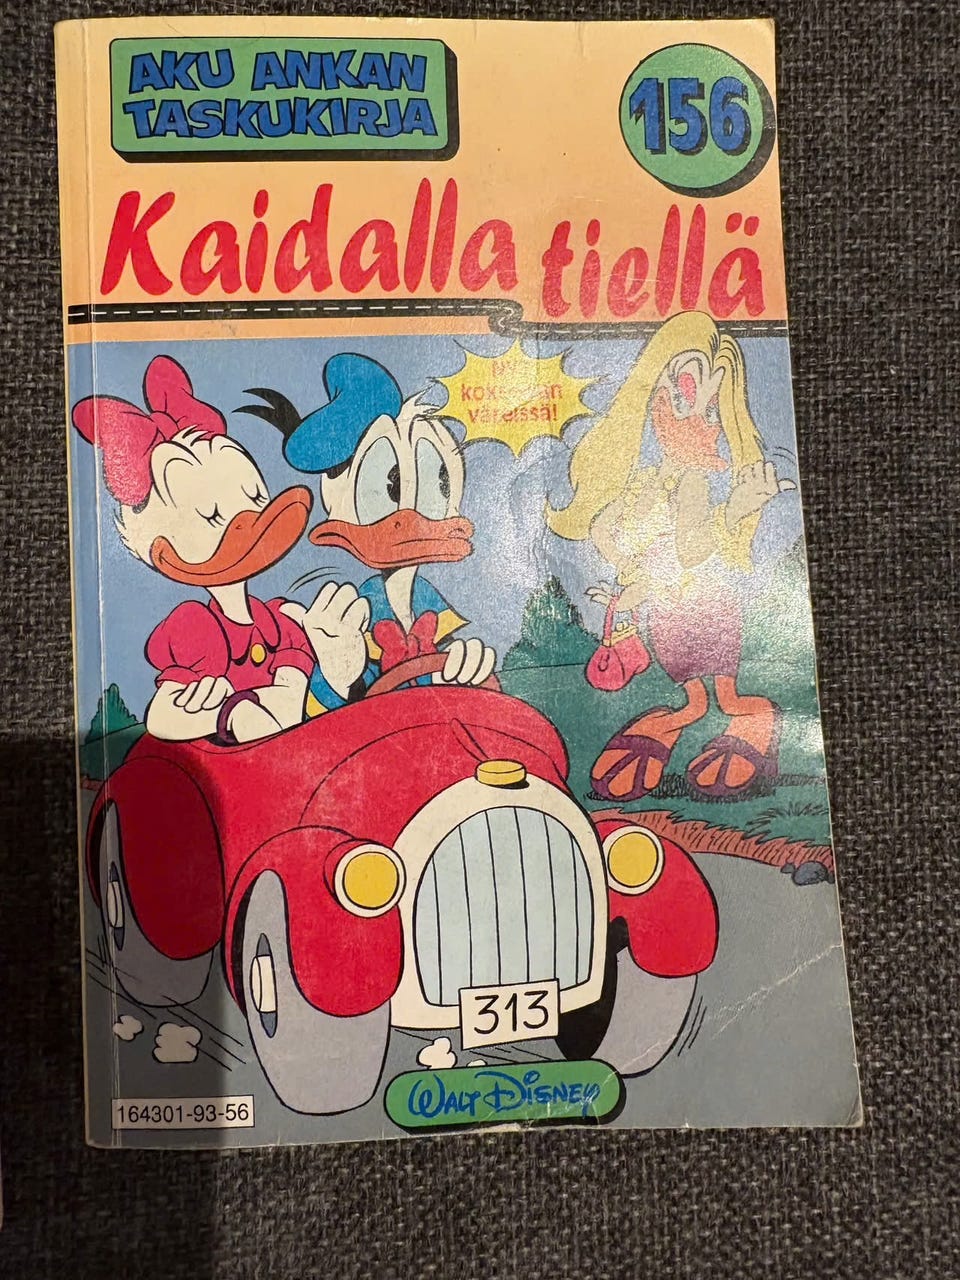 AKU ANKAN
TASKUKIRJA
156
Kaidalla tiellä
väreissä!
313
WALT DISNEY
164301-93-56